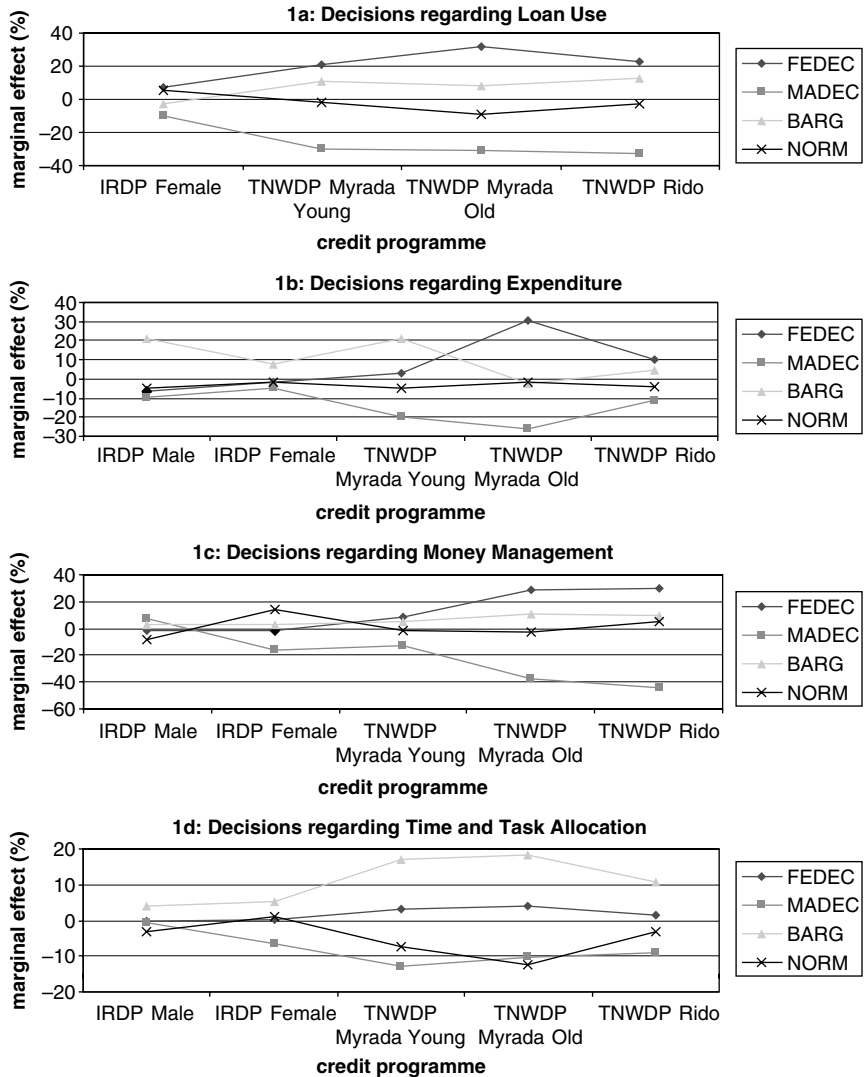 1a: Decisions regarding Loan Use
marginal effect (%)
40
20
0
–20
–40
IRDP Female
TNWDP Myrada Young
TNWDP Myrada Old
TNWDP Rido
credit programme
FEDEC
MADEC
BARG
NORM
1b: Decisions regarding Expenditure
marginal effect (%)
40
30
20
10
0
–10
–20
–30
IRDP Male
IRDP Female
TNWDP Myrada Young
TNWDP Myrada Old
TNWDP Rido
credit programme
FEDEC
MADEC
BARG
NORM
1c: Decisions regarding Money Management
marginal effect (%)
40
20
0
–20
–40
–60
IRDP Male
IRDP Female
TNWDP Myrada Young
TNWDP Myrada Old
TNWDP Rido
credit programme
FEDEC
MADEC
BARG
NORM
1d: Decisions regarding Time and Task Allocation
marginal effect (%)
20
10
0
–10
–20
IRDP Male
IRDP Female
TNWDP Myrada Young
TNWDP Myrada Old
TNWDP Rido
credit programme
FEDEC
MADEC
BARG
NORM